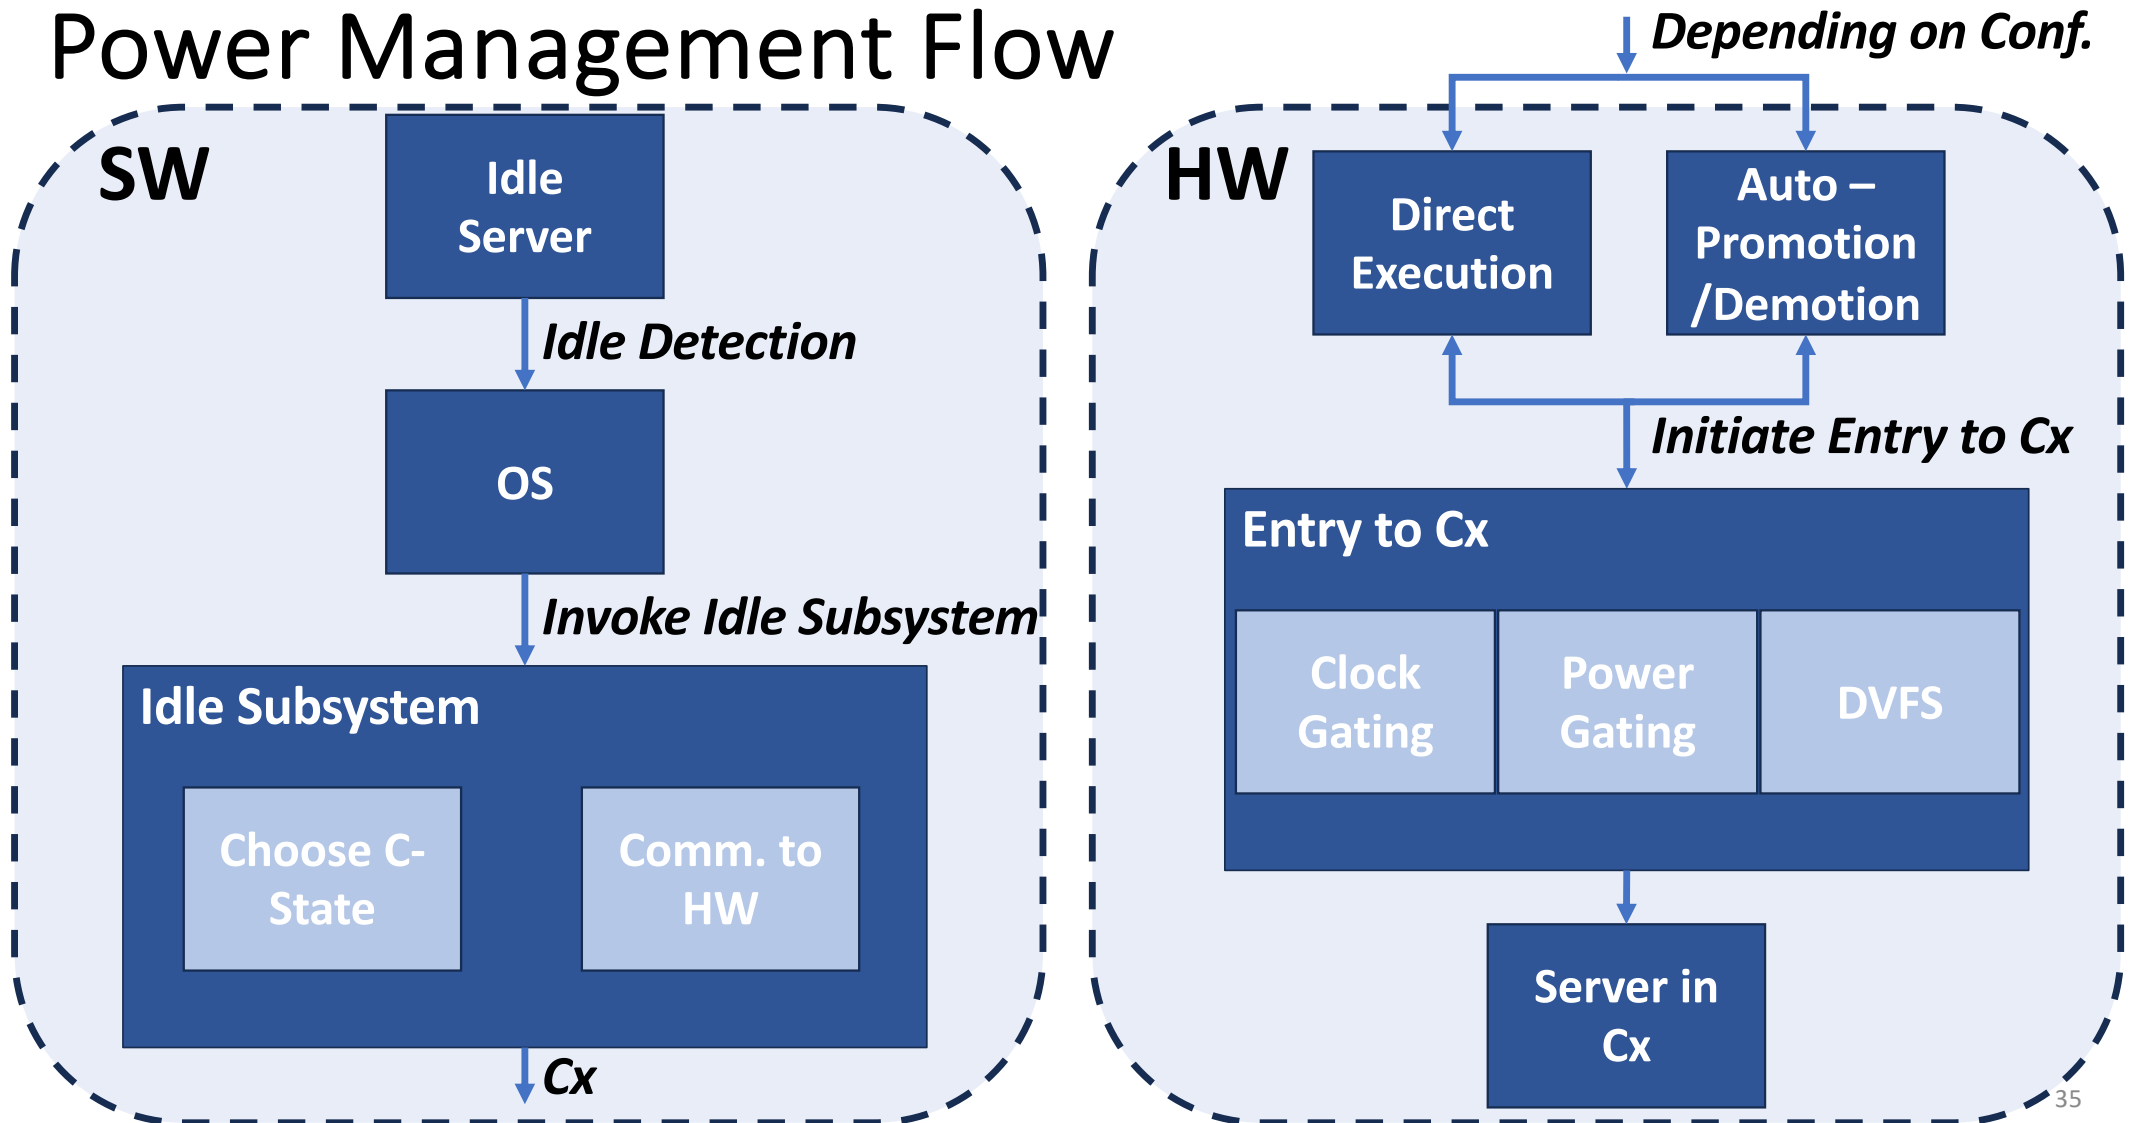 Power Management Flow
SW
Idle
Server
Idle Detection
OS
Invoke Idle Subsystem
Idle Subsystem
Choose C-
State
Comm. to
HW
Cx
Depending on Conf.
HW
Direct
Execution
Auto –
Promotion
/Demotion
Initiate Entry to Cx
Entry to Cx
Clock
Gating
Power
Gating
DVFS
Server in
Cx
35